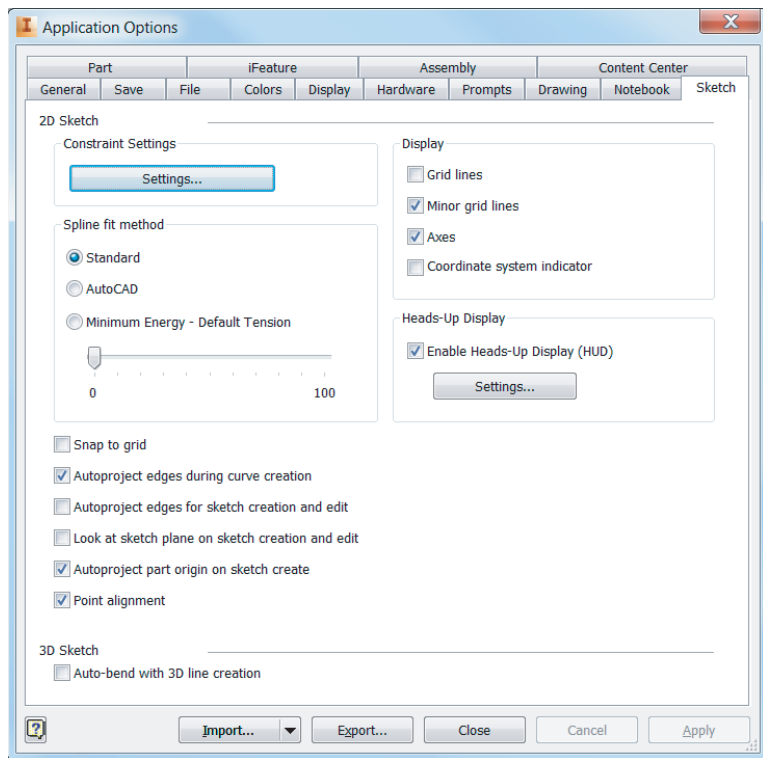 Application Options
Part iFeature Assembly Content Center
General Save File Colors Display Hardware Prompts Drawing Notebook Sketch
2D Sketch
Constraint Settings
Settings...
Spline fit method
Standard
AutoCAD
Minimum Energy - Default Tension
0 100
Display
Grid lines
Minor grid lines
Axes
Coordinate system indicator
Heads-Up Display
Enable Heads-Up Display (HUD)
Settings...
Snap to grid
Autoproject edges during curve creation
Autoproject edges for sketch creation and edit
Look at sketch plane on sketch creation and edit
Autoproject part origin on sketch create
Point alignment
3D Sketch
Auto-bend with 3D line creation
? Import... Export... Close Cancel Apply